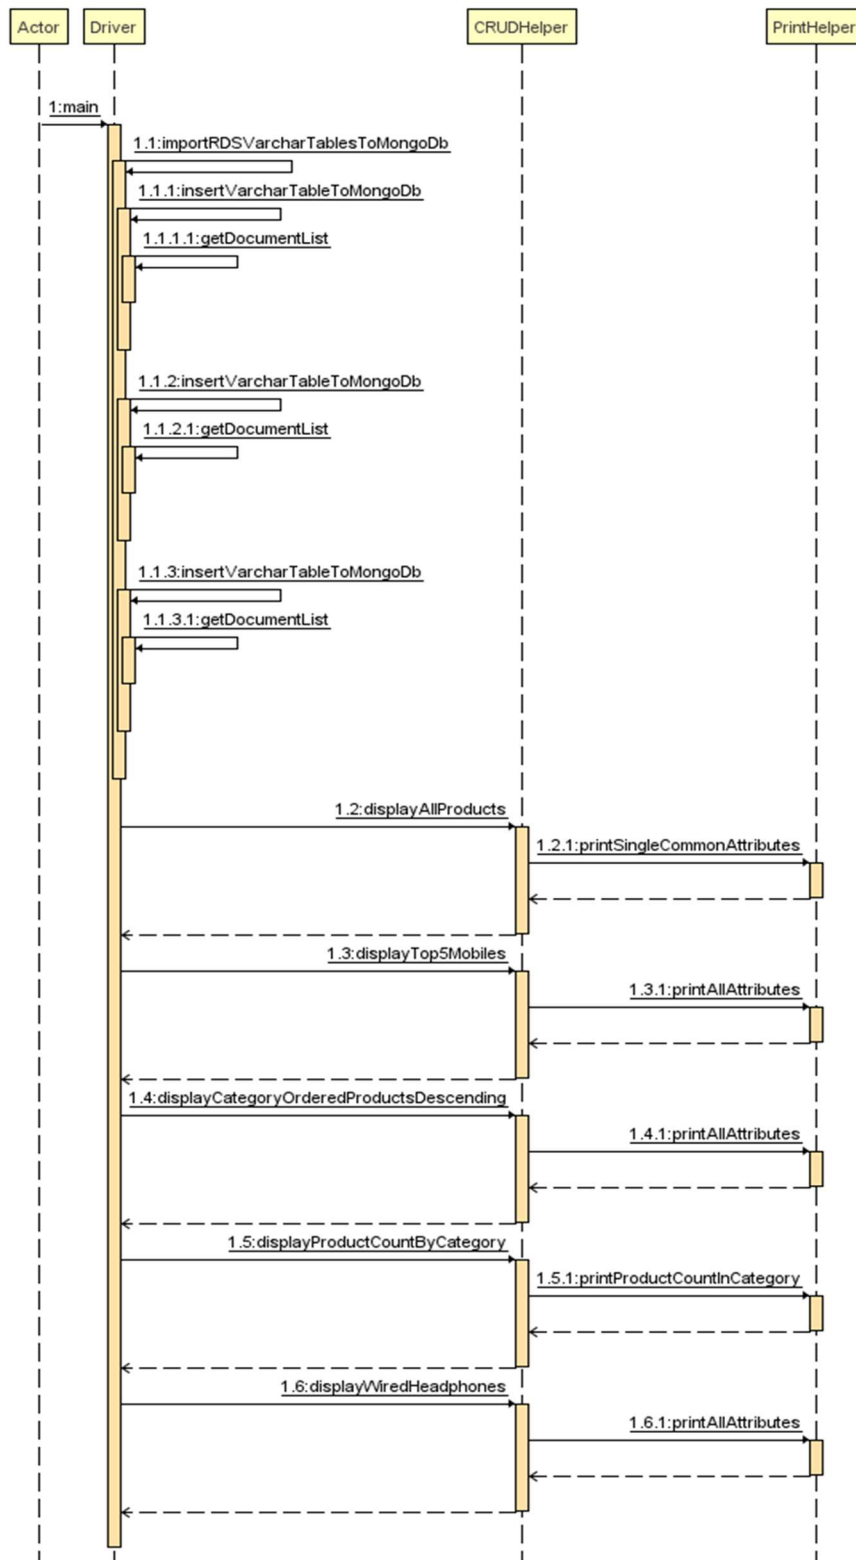 Actor Driver CRUDHelper PrintHelper
1:main
1.1:importRDSVarcharTablesToMongoDb
1.1.1:insertVarcharTableToMongoDb
1.1.1.1:getDocumentList
1.1.2:insertVarcharTableToMongoDb
1.1.2.1:getDocumentList
1.1.3:insertVarcharTableToMongoDb
1.1.3.1:getDocumentList
1.2:displayAllProducts
1.2.1:printSingleCommonAttributes
1.3:displayTop5Mobiles
1.3.1:printAllAttributes
1.4:displayCategoryOrderedProductsDescending
1.4.1:printAllAttributes
1.5:displayProductCountByCategory
1.5.1:printProductCountInCategory
1.6:displayWiredHeadphones
1.6.1:printAllAttributes